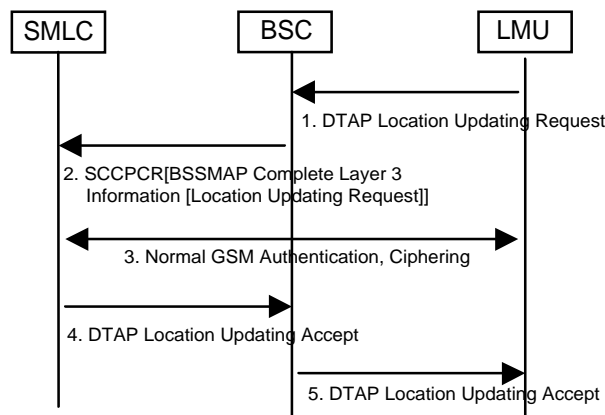 SMLC
BSC
LMU
1. DTAP Location Updating Request
2. SCCPCR[BSSMAP Complete Layer 3
Information [Location Updating Request]]
3. Normal GSM Authentication, Ciphering
4. DTAP Location Updating Accept
5. DTAP Location Updating Accept